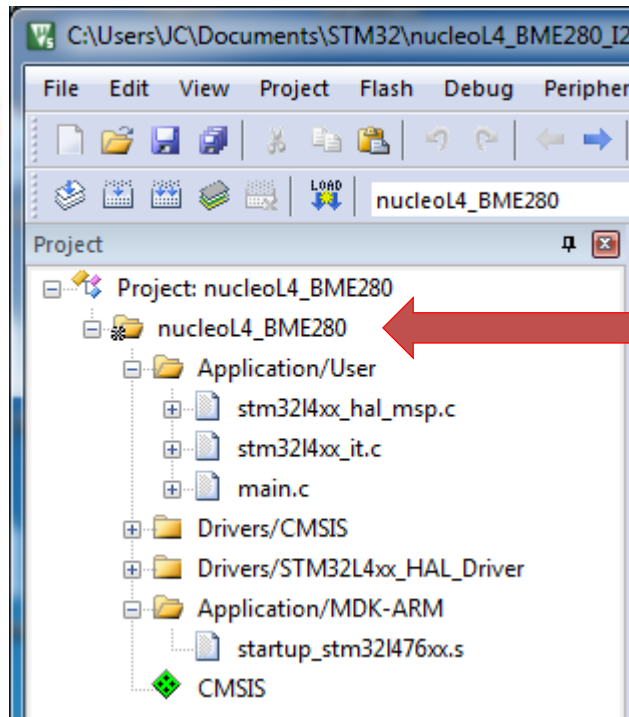 C:\Users\JC\Documents\STM32\nucleoL4_BME280_I2
File Edit View Project Flash Debug Peripher
LOAD
nucleoL4_BME280
Project
Project: nucleoL4_BME280
nucleoL4_BME280
Application/User
stm32l4xx_hal_msp.c
stm32l4xx_it.c
main.c
Drivers/CMSIS
Drivers/STM32L4xx_HAL_Driver
Application/MDK-ARM
startup_stm32l476xx.s
CMSIS